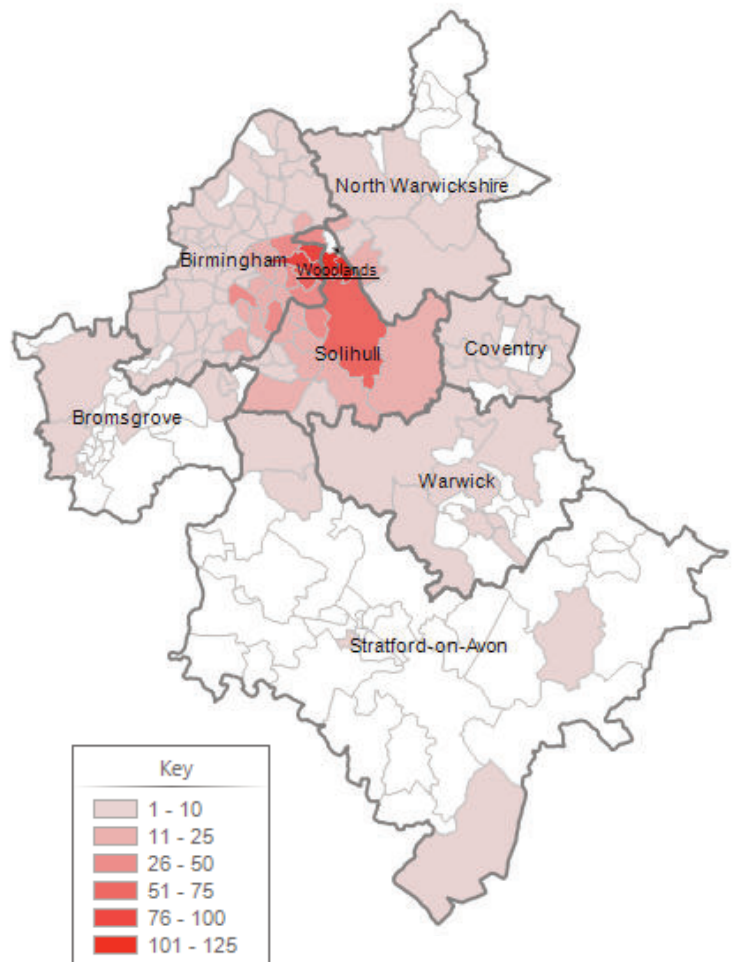 North Warwickshire
Birmingham
Wooolands
Solihull
Coventry
Bromsgrove
Warwick
Stratford-on-Avon
Key
1 - 10
11 - 25
26 - 50
51 - 75
76 - 100
101 - 125